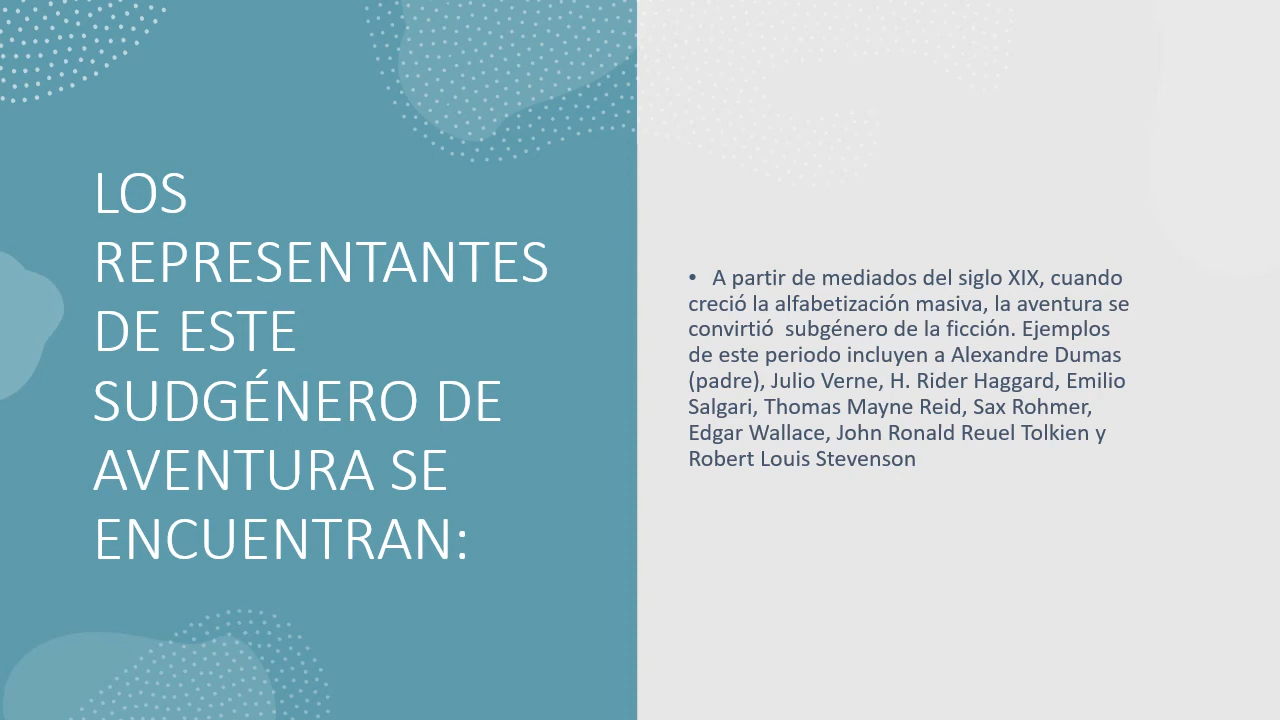 LOS
REPRESENTANTES
DE ESTE
SUDGÉNERO DE
AVENTURA SE
ENCUENTRAN:
• A partir de mediados del siglo XIX, cuando
creció la alfabetización masiva, la aventura se
convirtió  subgénero de la ficción. Ejemplos
de este periodo incluyen a Alexandre Dumas
(padre), Julio Verne, H. Rider Haggard, Emilio
Salgari, Thomas Mayne Reid, Sax Rohmer,
Edgar Wallace, John Ronald Reuel Tolkien y
Robert Louis Stevenson